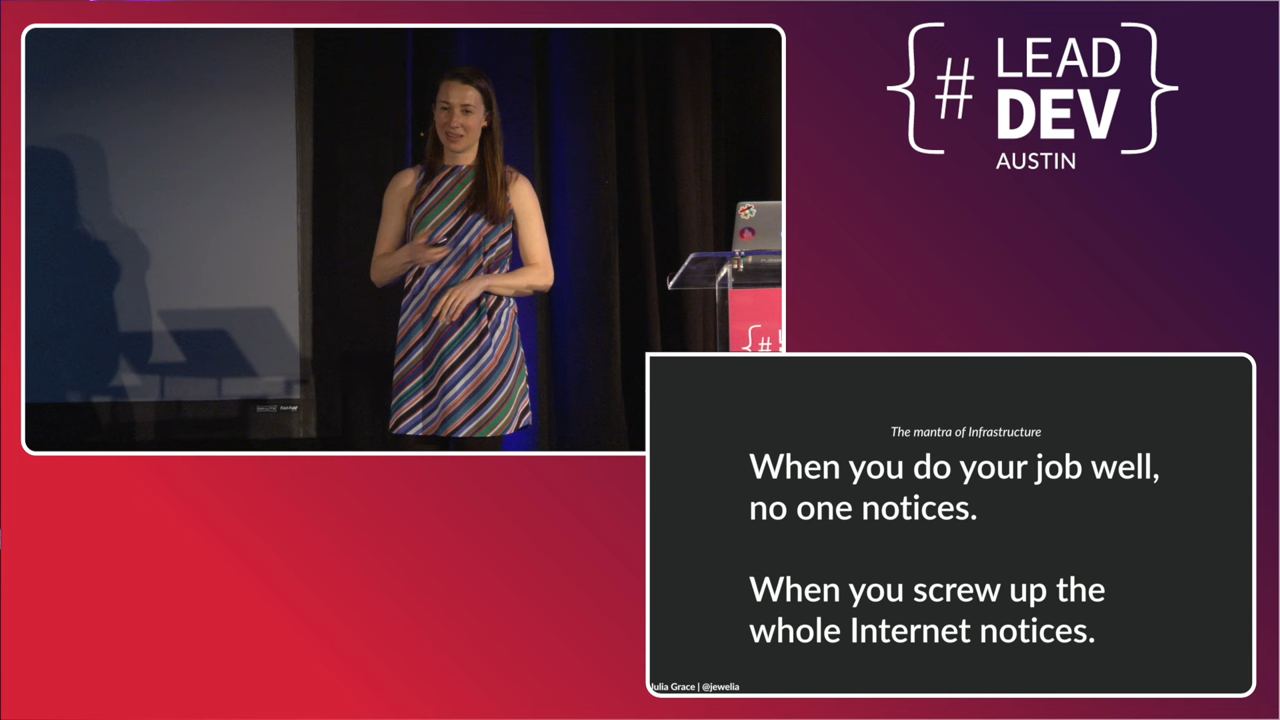 {# LEAD
DEV
AUSTIN
{#
The mantra of Infrastructure
When you do your job well,
no one notices.
When you screw up the
whole Internet notices.
Julia Grace | @jewelia